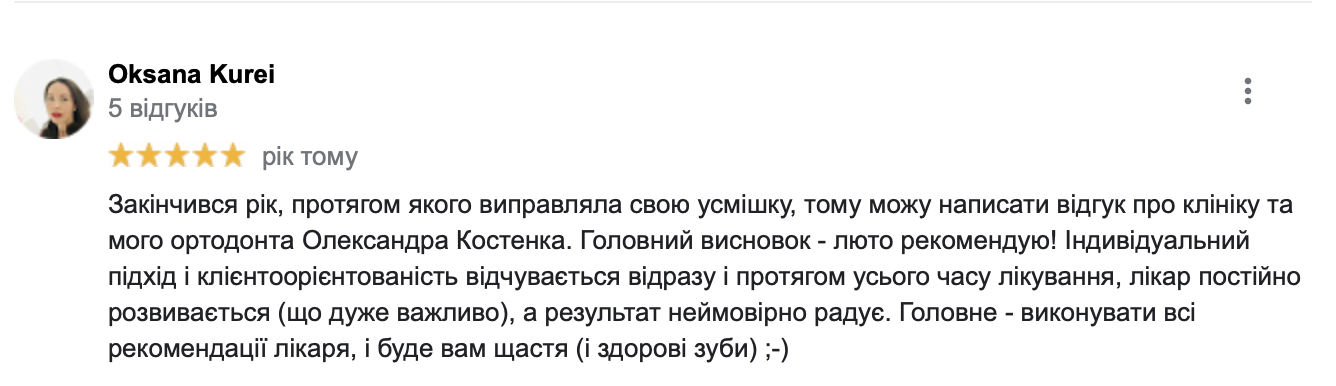 Oksana Kurei
5 відгуків
рік тому
Закінчився рік, протягом якого виправляла свою усмішку, тому можу написати відгук про клініку та
мого ортодонта Олександра Костенка. Головний висновок - люто рекомендую! Індивідуальний
підхід і клієнтоорієнтованість відчувається відразу і протягом усього часу лікування, лікар постійно
розвивається (що дуже важливо), а результат неймовірно радує. Головне - виконувати всі
рекомендації лікаря, і буде вам щастя (і здорові зуби) ;-)